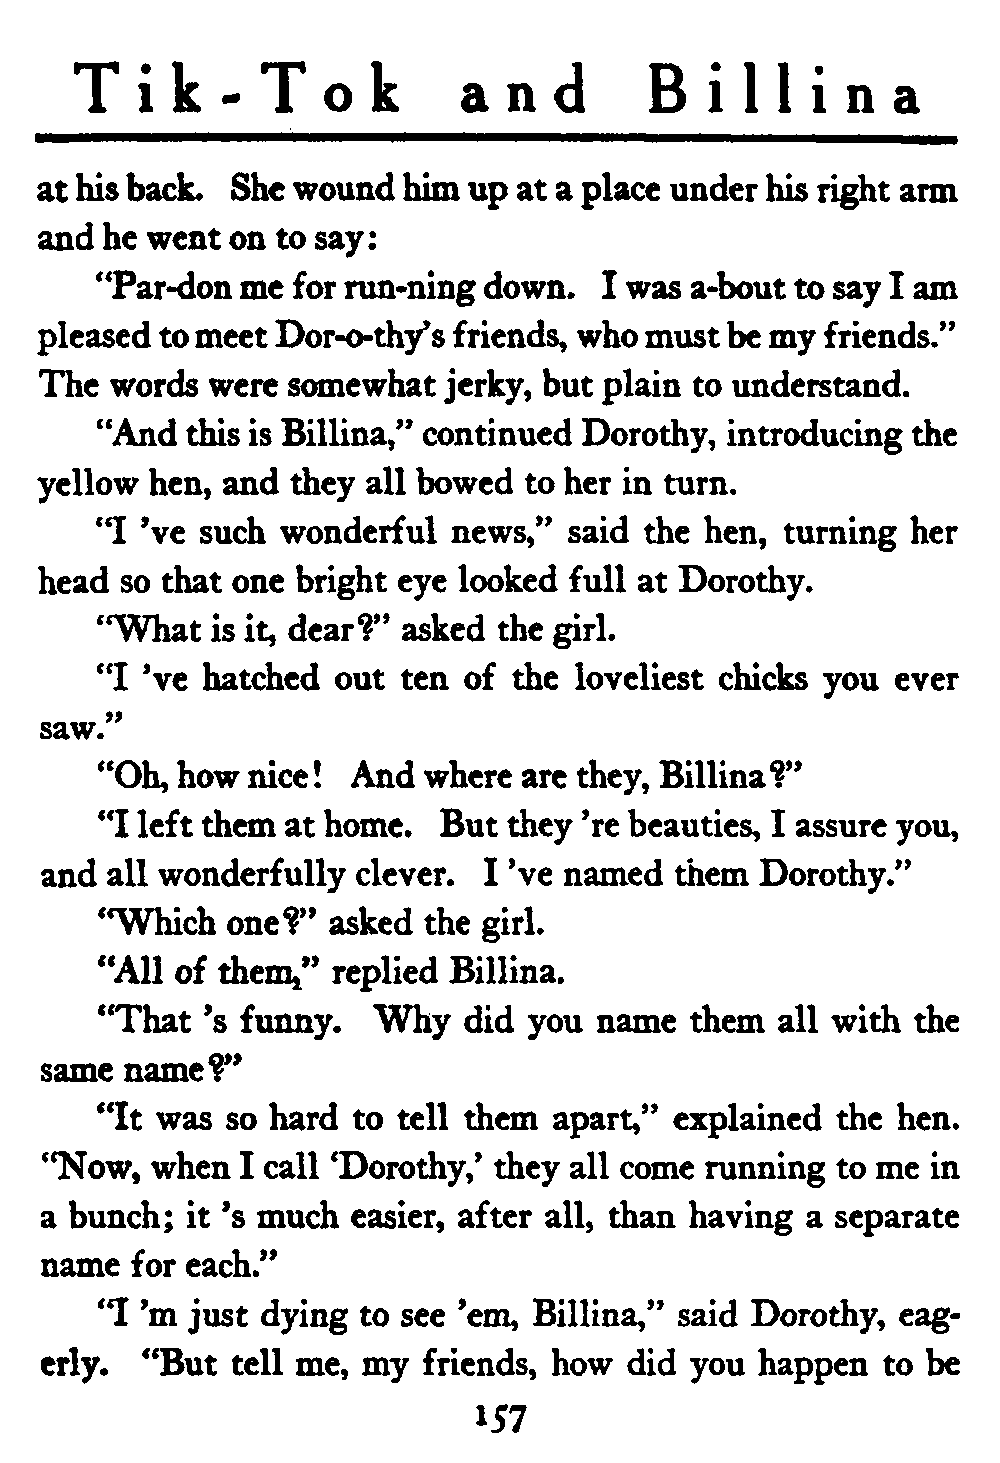 Tik-Tok and Billina
at his back. She wound him up at a place under his right arm
and he went on to say:
“Par-don me for run-ning down. I was a-bout to say I am
pleased to meet Dor-o-thy’s friends, who must be my friends.”
The words were somewhat jerky, but plain to understand.
“And this is Billina,” continued Dorothy, introducing the
yellow hen, and they all bowed to her in turn.
“I ’ve such wonderful news,” said the hen, turning her
head so that one bright eye looked full at Dorothy.
“What is it, dear?” asked the girl.
“I ’ve hatched out ten of the loveliest chicks you ever
saw.”
“Oh, how nice! And where are they, Billina?”
“I left them at home. But they ’re beauties, I assure you,
and all wonderfully clever. I ’ve named them Dorothy.”
“Which one?” asked the girl.
“All of them,” replied Billina.
“That ’s funny. Why did you name them all with the
same name?”
“It was so hard to tell them apart,” explained the hen.
“Now, when I call ‘Dorothy,’ they all come running to me in
a bunch; it ’s much easier, after all, than having a separate
name for each.”
“I ’m just dying to see ’em, Billina,” said Dorothy, eag-
erly. “But tell me, my friends, how did you happen to be
157